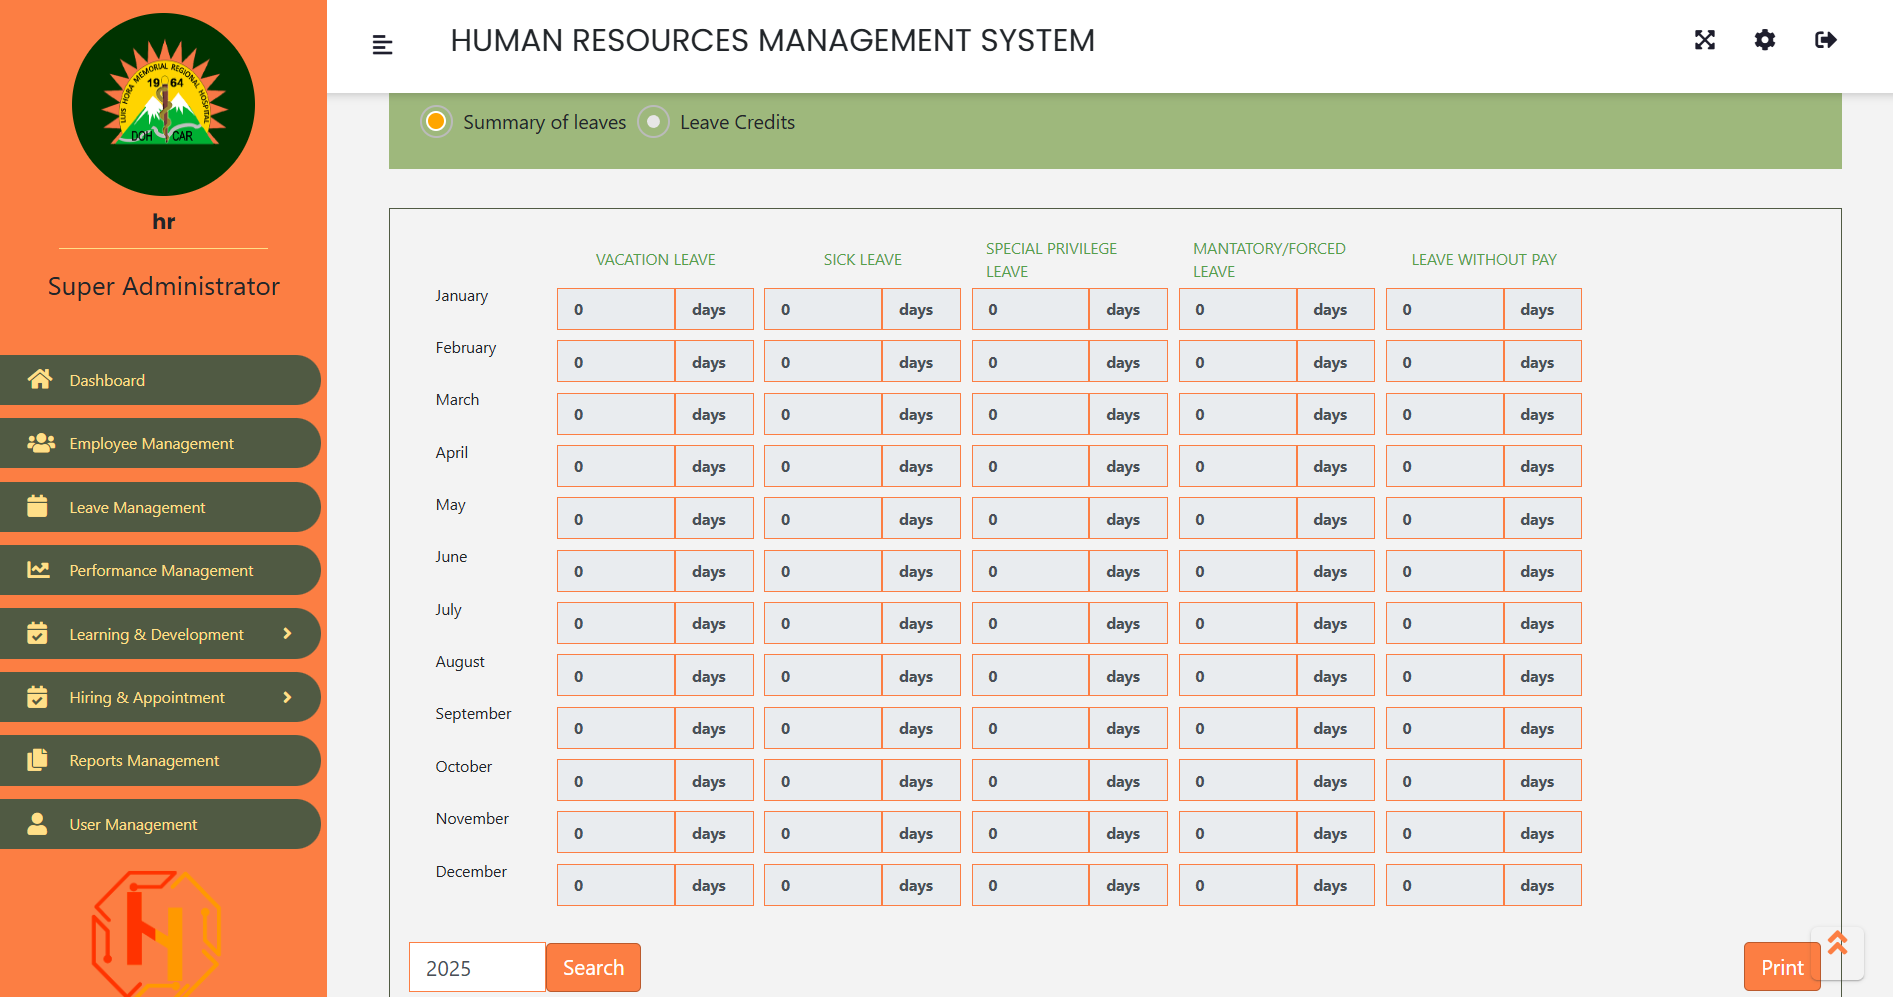 LUIS HORA MEMORIAL REGIONAL HOSPITAL
19 64
DOH CAR
hr
Super Administrator
Dashboard
Employee Management
Leave Management
Performance Management
Learning & Development
Hiring & Appointment
Reports Management
User Management
HUMAN RESOURCES MANAGEMENT SYSTEM
Summary of leaves Leave Credits
VACATION LEAVE SICK LEAVE SPECIAL PRIVILEGE LEAVE MANTATORY/FORCED LEAVE LEAVE WITHOUT PAY
January 0 days 0 days 0 days 0 days 0 days
February 0 days 0 days 0 days 0 days 0 days
March 0 days 0 days 0 days 0 days 0 days
April 0 days 0 days 0 days 0 days 0 days
May 0 days 0 days 0 days 0 days 0 days
June 0 days 0 days 0 days 0 days 0 days
July 0 days 0 days 0 days 0 days 0 days
August 0 days 0 days 0 days 0 days 0 days
September 0 days 0 days 0 days 0 days 0 days
October 0 days 0 days 0 days 0 days 0 days
November 0 days 0 days 0 days 0 days 0 days
December 0 days 0 days 0 days 0 days 0 days
2025 Search Print